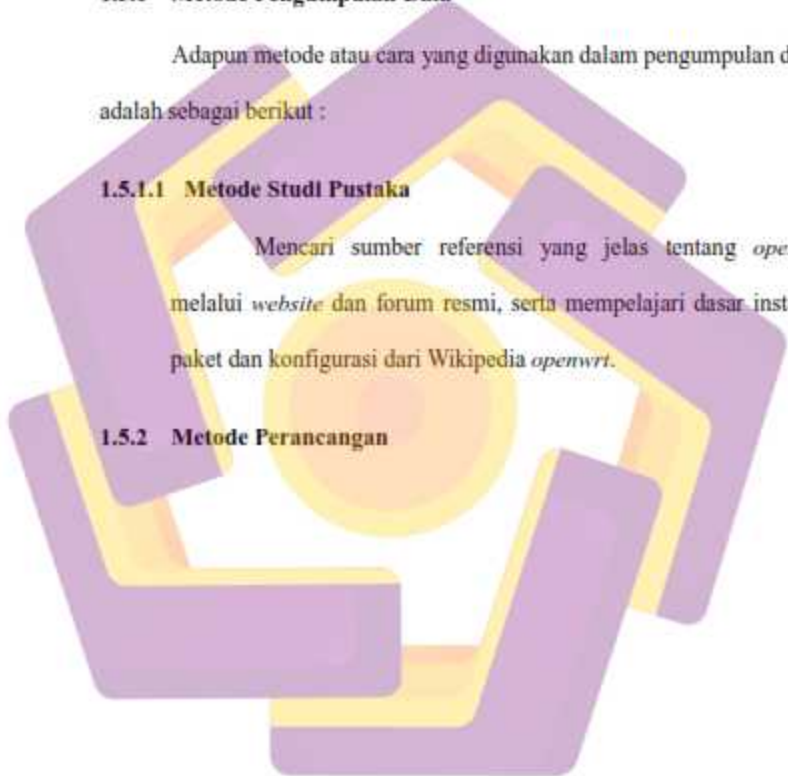 Adapun metode atau cara yang digunakan dalam pengumpulan
adalah sebagai berikut :
1.5.1.1 Metode Studi Pustaka
Mencari sumber referensi yang jelas tentang
melalui website dan forum resmi, serta mempelajari dasar
paket dan konfigurasi dari Wikipedia openwrt.
1.5.2 Metode Perancangan